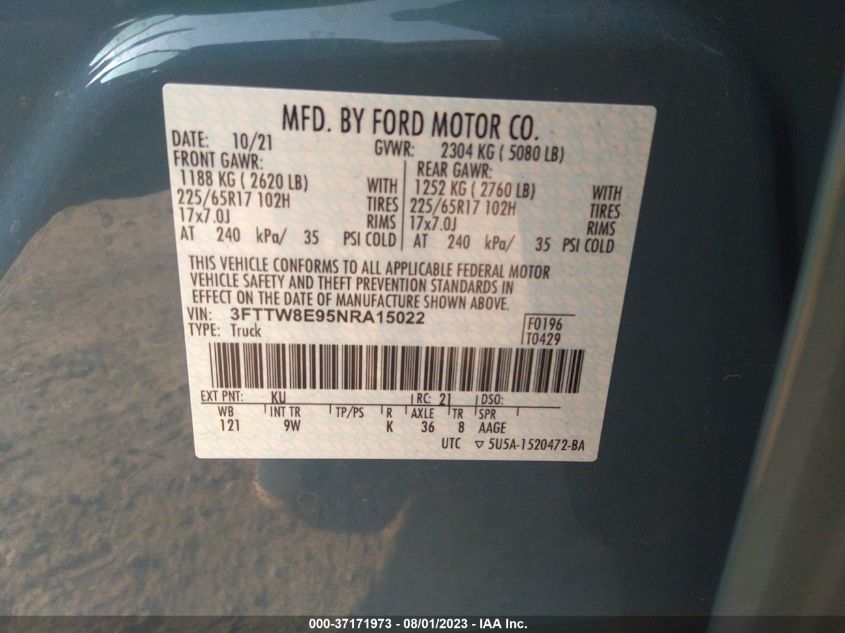 MFD. BY FORD MOTOR CO.
DATE: 10/21 GVWR: 2304 KG ( 5080 LB)
FRONT GAWR: REAR GAWR:
1188 KG ( 2620 LB) WITH 1252 KG ( 2760 LB) WITH
225/65R17 102H TIRES 225/65R17 102H TIRES
17x7.0J RIMS 17x7.0J RIMS
AT 240 kPa/ 35 PSI COLD AT 240 kPa/ 35 PSI COLD
THIS VEHICLE CONFORMS TO ALL APPLICABLE FEDERAL MOTOR
VEHICLE SAFETY AND THEFT PREVENTION STANDARDS IN
EFFECT ON THE DATE OF MANUFACTURE SHOWN ABOVE.
VIN: 3FTTW8E95NRA15022 F0196
TYPE: Truck T0429
EXT PNT: KU RC: 21 DSO:
WB INT TR TP/PS R AXLE TR SPR
121 9W K 36 8 AAGE
UTC ▽ 5U5A-1520472-BA
000-37171973 - 08/01/2023 - IAA Inc.